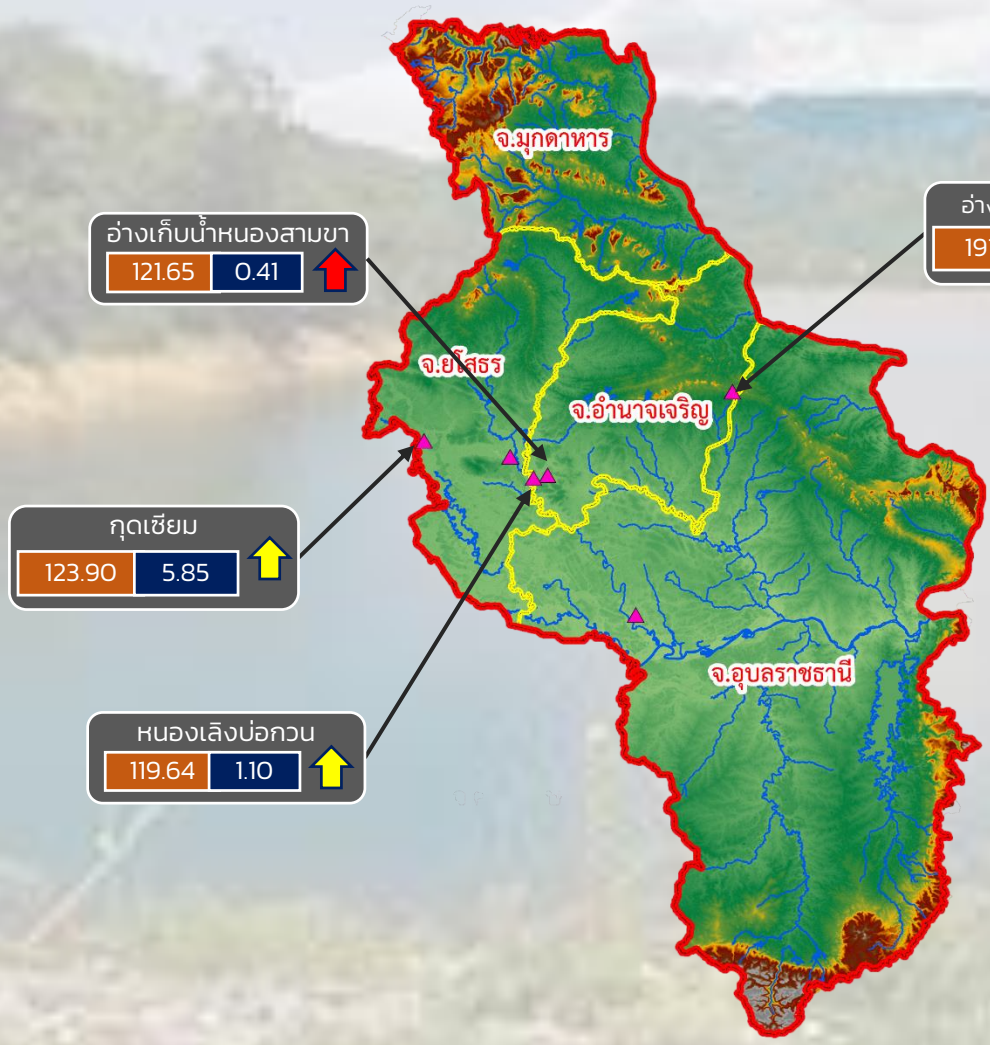 จ.มุกดาหาร
อ่างเก็บน้ำหนองสามขา
121.65 0.41
อ่าง
จ.ยโสธร
จ.อำนาจเจริญ
กุดเซียม
123.90 5.85
จ.อุบลราชธานี
หนองเลิงบ่อกวน
119.64 1.10